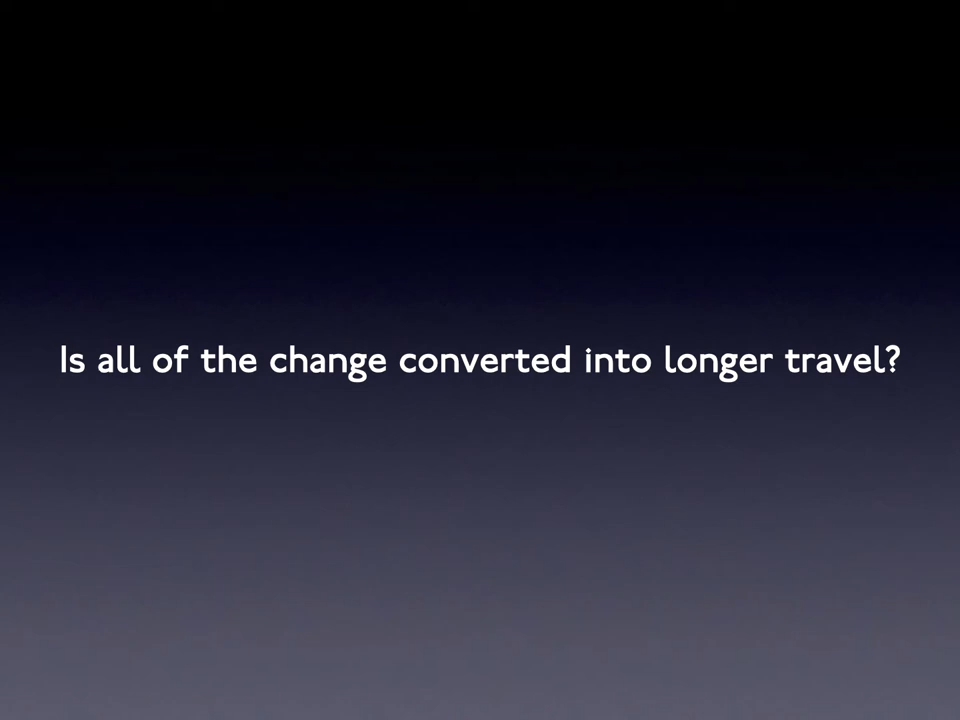 Is all of the change converted into longer travel?